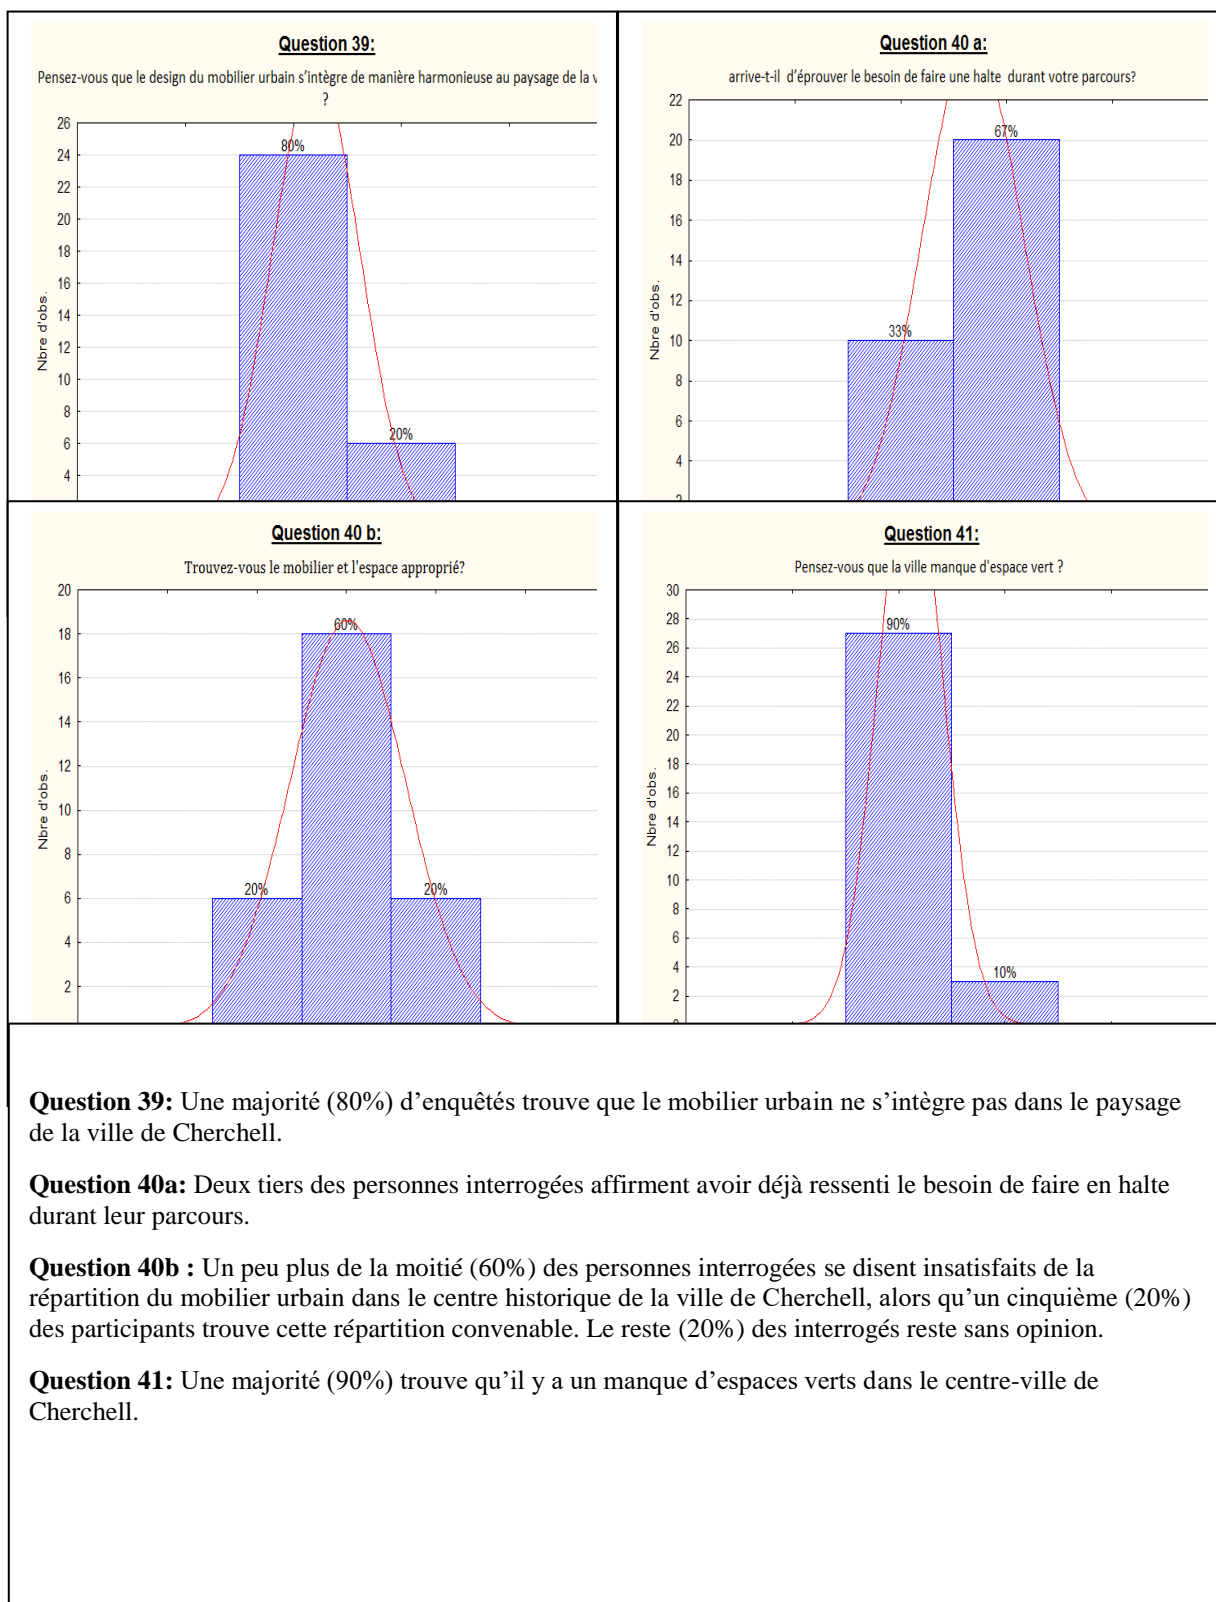 Question 39:
Pensez-vous que le design du mobilier urbain s'intègre de manière harmonieuse au paysage de la v
?
26
24
22
20
18
16
14
12
10
8
6
4
Nbre d'obs.
80%
20%
Question 40 a:
arrive-t-il d'éprouver le besoin de faire une halte durant votre parcours?
22
20
18
16
14
12
10
8
6
4
2
Nbre d'obs.
33%
67%
Question 40 b:
Trouvez-vous le mobilier et l'espace approprié?
20
18
16
14
12
10
8
6
4
2
Nbre d'obs.
20%
60%
20%
Question 41:
Pensez-vous que la ville manque d'espace vert ?
30
28
26
24
22
20
18
16
14
12
10
8
6
4
2
0
Nbre d'obs.
90%
10%
Question 39: Une majorité (80%) d'enquêtés trouve que le mobilier urbain ne s'intègre pas dans le paysage
de la ville de Cherchell.
Question 40a: Deux tiers des personnes interrogées affirment avoir déjà ressenti le besoin de faire en halte
durant leur parcours.
Question 40b : Un peu plus de la moitié (60%) des personnes interrogées se disent insatisfaits de la
répartition du mobilier urbain dans le centre historique de la ville de Cherchell, alors qu'un cinquième (20%)
des participants trouve cette répartition convenable. Le reste (20%) des interrogés reste sans opinion.
Question 41: Une majorité (90%) trouve qu'il y a un manque d'espaces verts dans le centre-ville de
Cherchell.